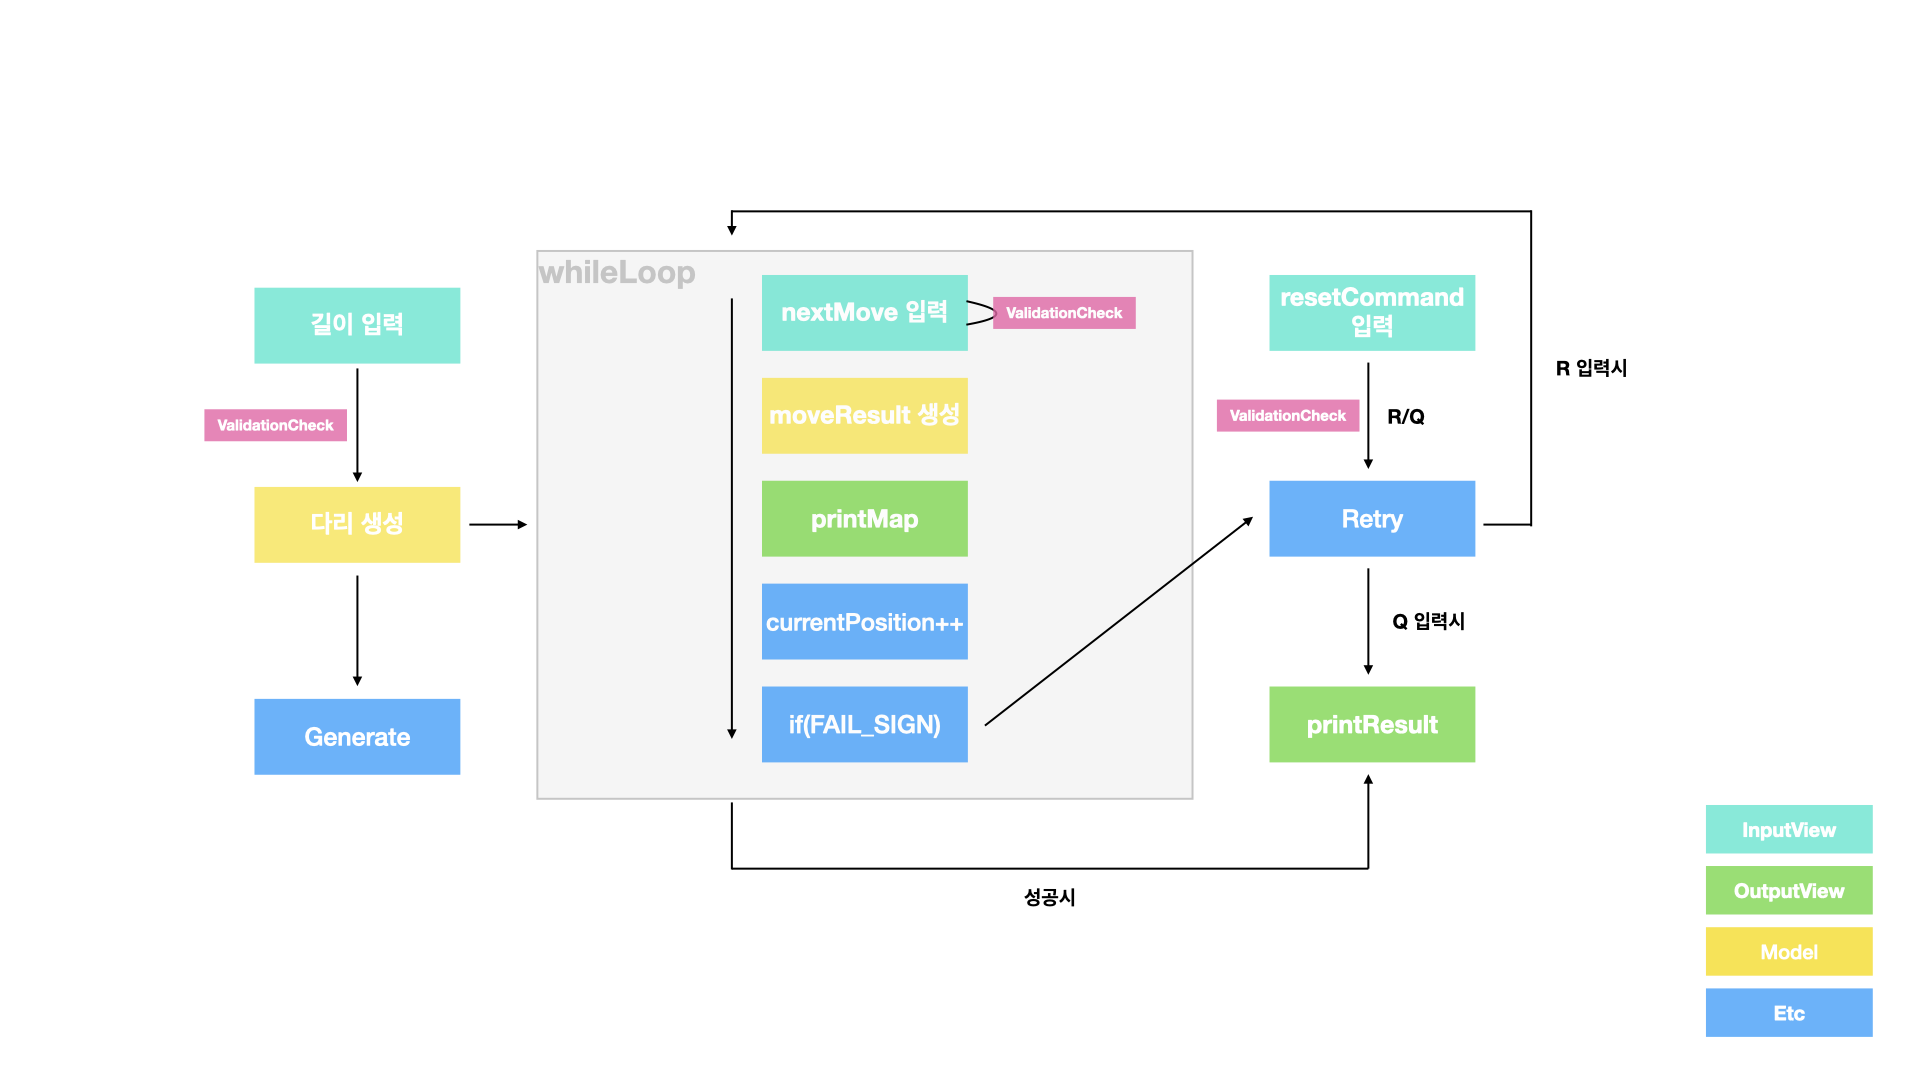 길이 입력
ValidationCheck
다리 생성
Generate
whileLoop
nextMove 입력
ValidationCheck
moveResult 생성
printMap
currentPosition++
if(FAIL_SIGN)
성공시
resetCommand
입력
ValidationCheck
R/Q
Retry
R 입력시
Q 입력시
printResult
InputView
OutputView
Model
Etc